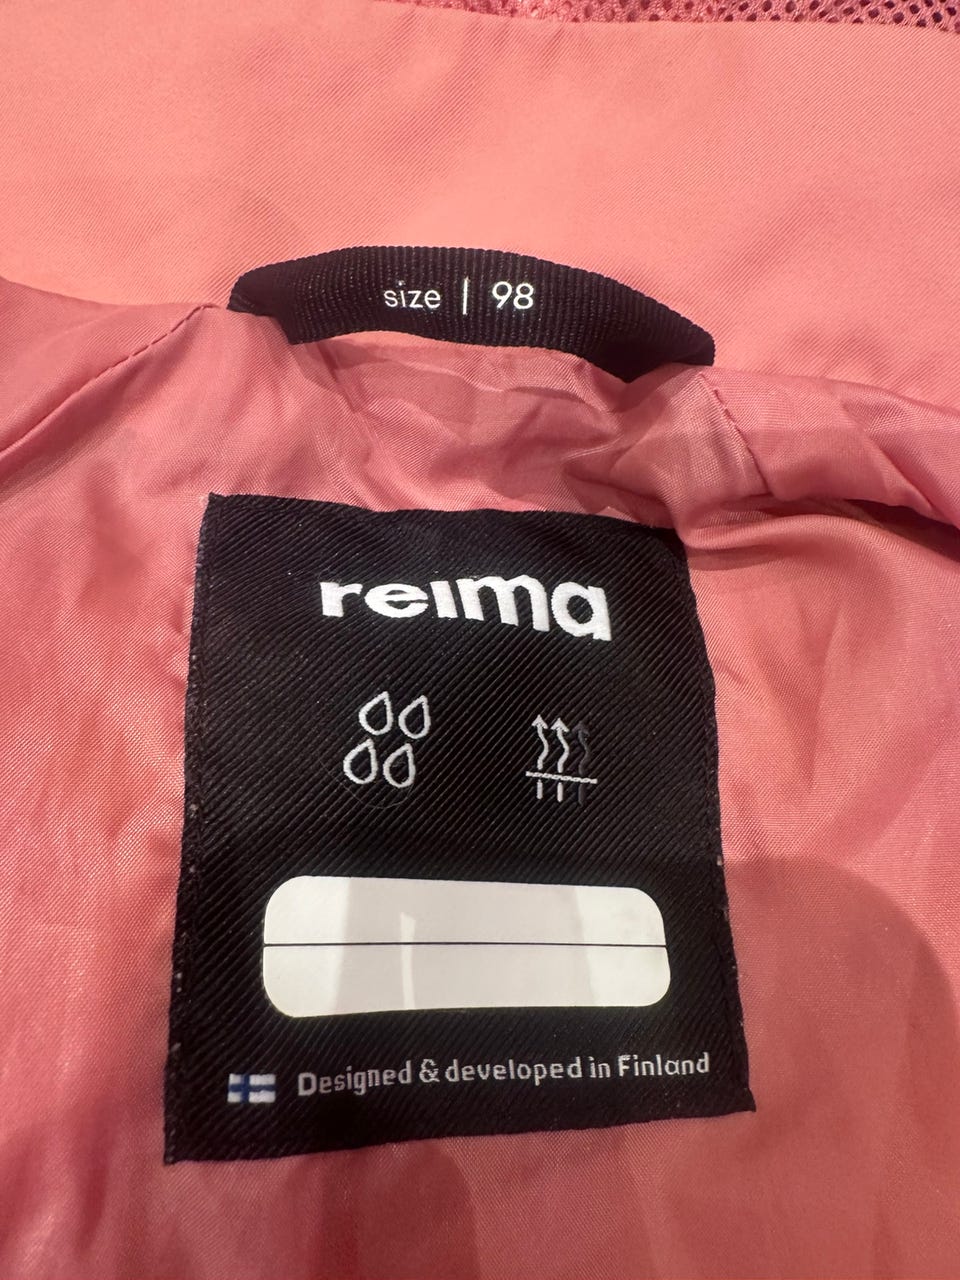 size | 98
reima
Designed & developed in Finland